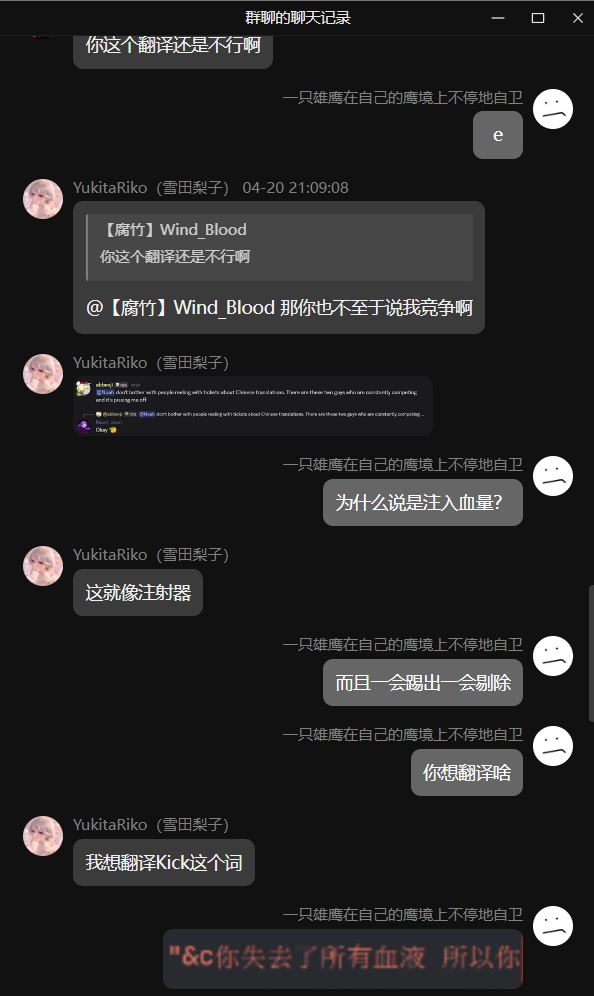 群聊的聊天记录
你这个翻译还是不行啊
一只雄鹰在自己的鹰境上不停地自卫
e
YukitaRiko（雪田梨子） 04-20 21:09:08
【腐竹】Wind_Blood
你这个翻译还是不行啊
@【腐竹】Wind_Blood 那你也不至于说我竞争啊
YukitaRiko（雪田梨子）
@Noah don't bother with people reeling with tickets about Chinese translations. There are these two guys who are constantly competing
and it's pissing me off
@Noah don't bother with people reeling with tickets about Chinese translations. There are these two guys who are constantly competing ...
Noah
Okay
一只雄鹰在自己的鹰境上不停地自卫
为什么说是注入血量？
YukitaRiko（雪田梨子）
这就像注射器
一只雄鹰在自己的鹰境上不停地自卫
而且一会踢出一会剔除
一只雄鹰在自己的鹰境上不停地自卫
你想翻译啥
YukitaRiko（雪田梨子）
我想翻译Kick这个词
一只雄鹰在自己的鹰境上不停地自卫
"&c你失去了所有血液 所以你